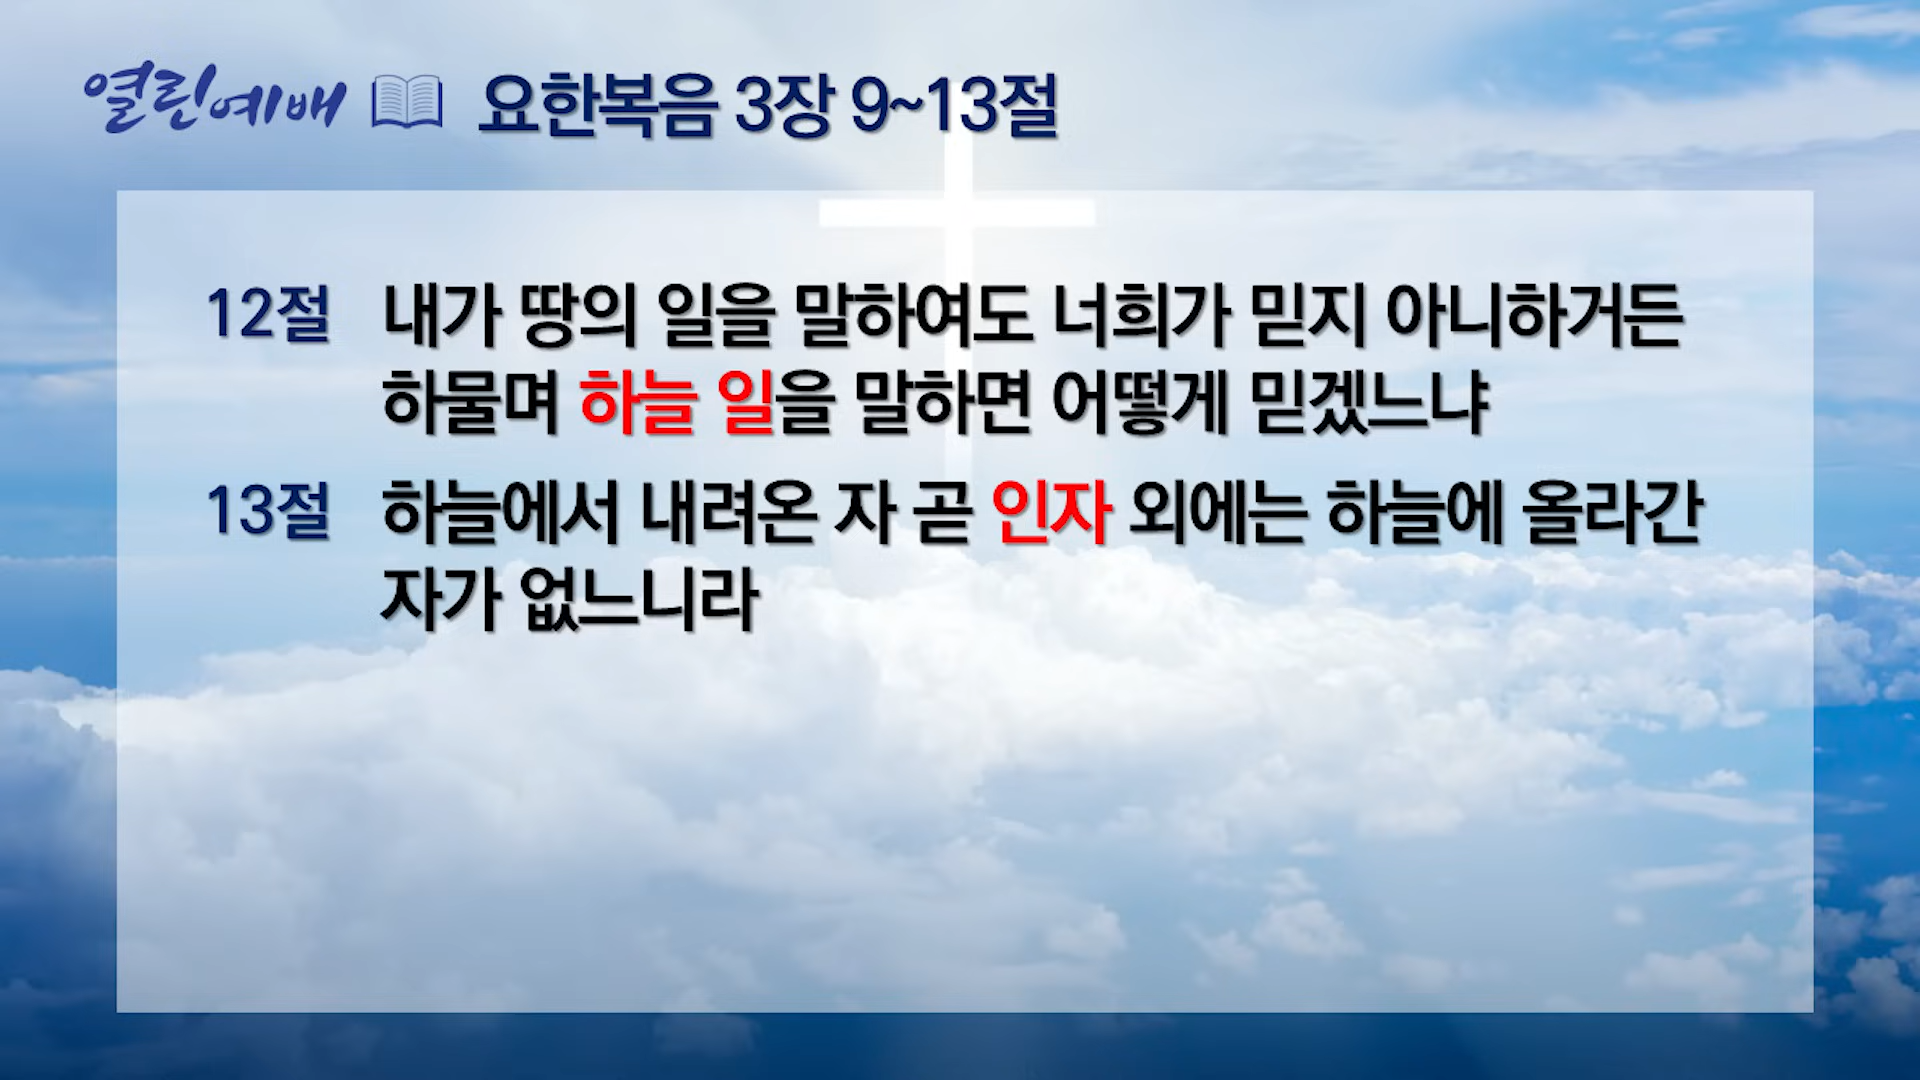 열린예배 요한복음 3장 9~13절
12절 내가 땅의 일을 말하여도 너희가 믿지 아니하거든
하물며 하늘 일을 말하면 어떻게 믿겠느냐
13절 하늘에서 내려온 자 곧 인자 외에는 하늘에 올라간
자가 없느니라